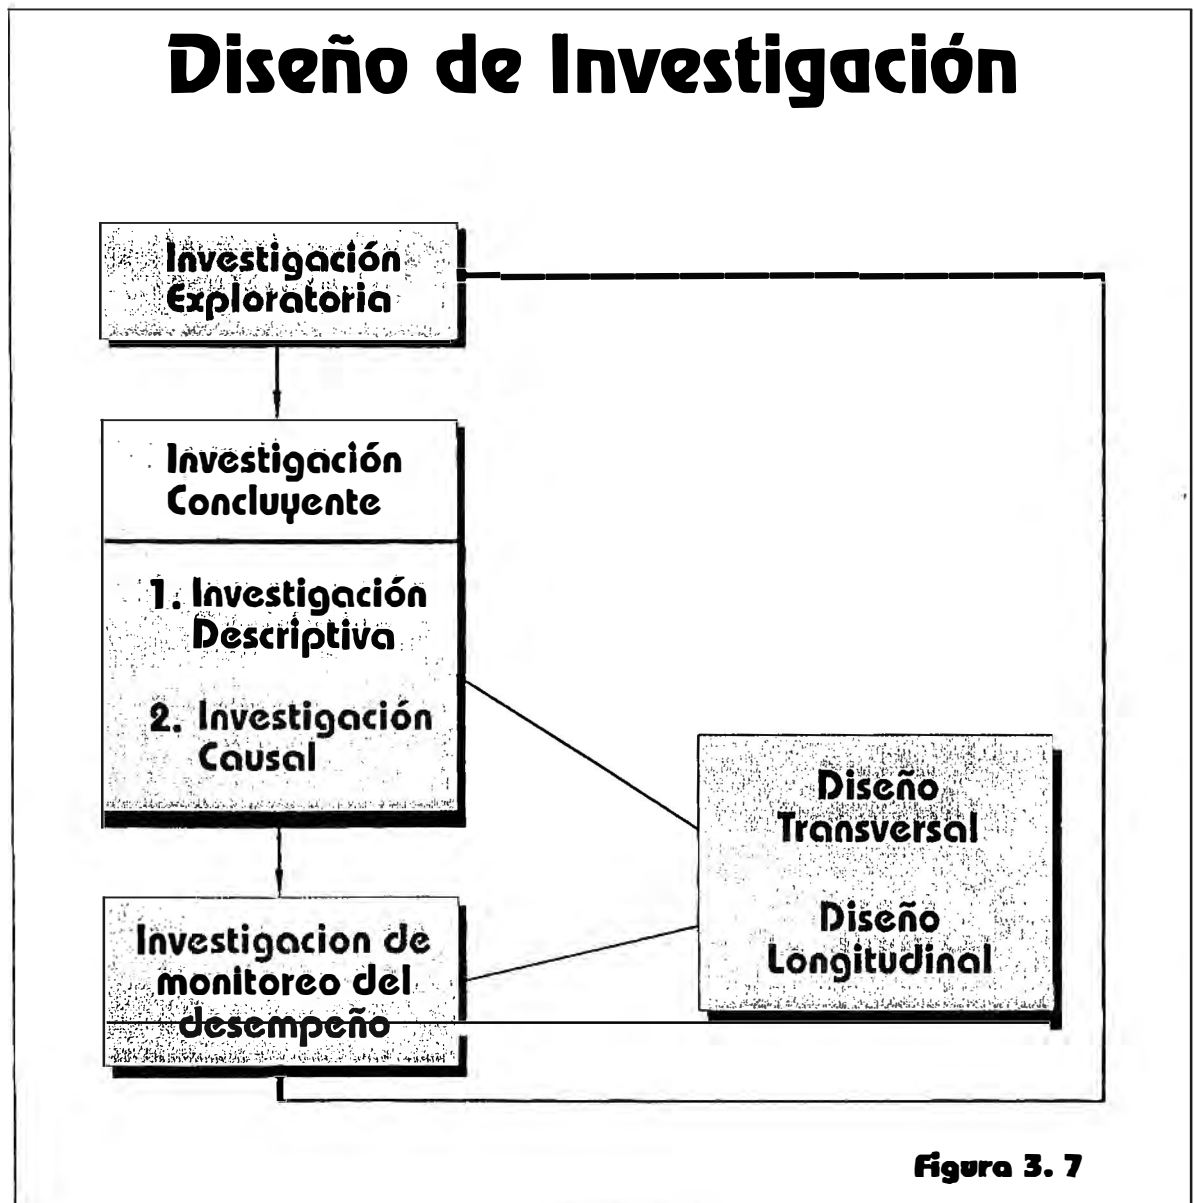 Diseño de Investigación
Investigación
Exploratoria
Investigación
Concluyente
1. Investigación
Descriptiva
2. Investigación
Causal
Diseño
Transversal
Diseño
Longitudinal
Investigacion de
monitoreo del
desempeño
Figura 3. 7